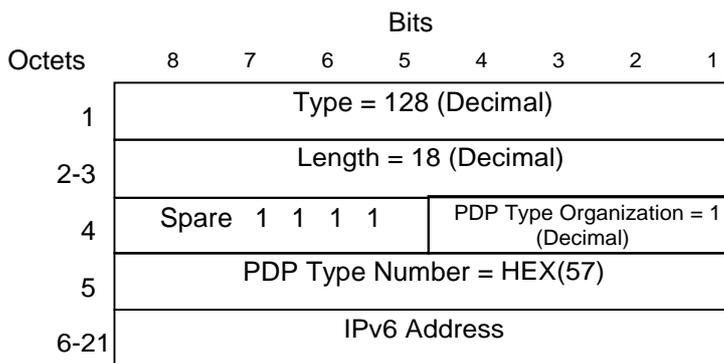 Bits
Octets 8 7 6 5 4 3 2 1
1 Type = 128 (Decimal)
2-3 Length = 18 (Decimal)
4 Spare 1 1 1 1 PDP Type Organization = 1
(Decimal)
5 PDP Type Number = HEX(57)
6-21 IPv6 Address